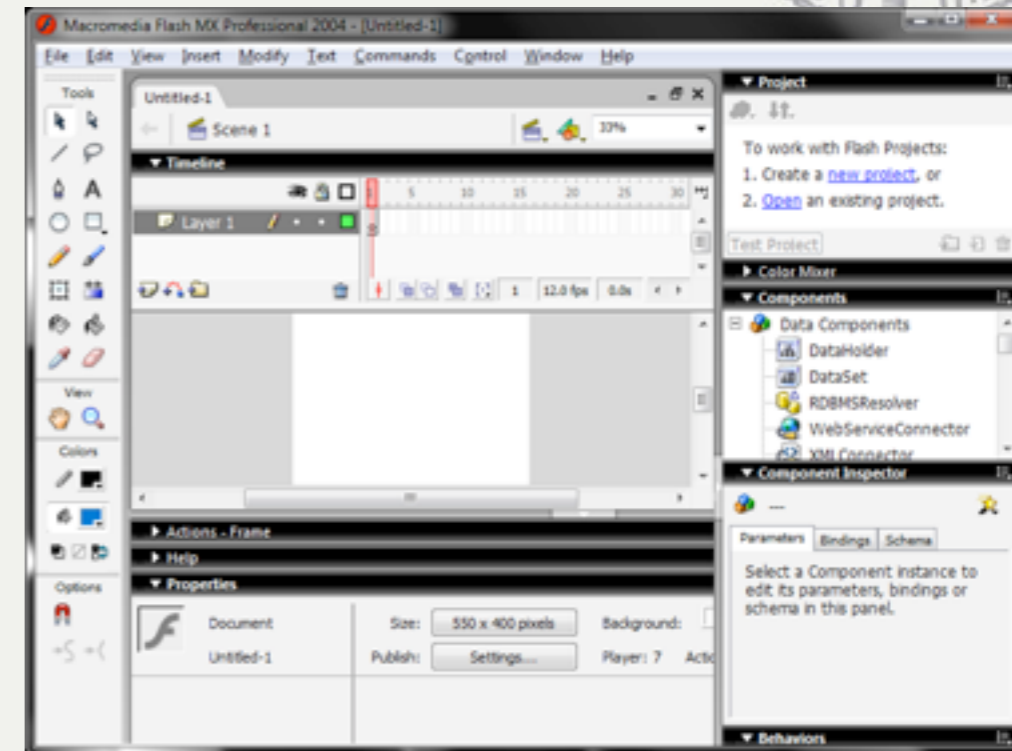 Macromedia Flash MX Professional 2004 - [Untitled-1]
File Edit View Insert Modify Text Commands Control Window Help
Tools
View
Colors
Options
Untitled-1
Scene 1
33%
Timeline
5 10 15 20 25 30
Layer 1
1 12.0 fps 0.0s
Actions - Frame
Help
Properties
Document
Untitled-1
Size: 550 x 400 pixels Background:
Publish: Settings... Player: 7
Project
To work with Flash Projects:
1. Create a new project, or
2. Open an existing project.
Test Project
Color Mixer
Components
Data Components
DataHolder
DataSet
RDBMSResolver
WebServiceConnector
XMLConnector
Component Inspector
---
Parameters Bindings Schema
Select a Component instance to
edit its parameters, bindings or
schema in this panel.
Behaviors